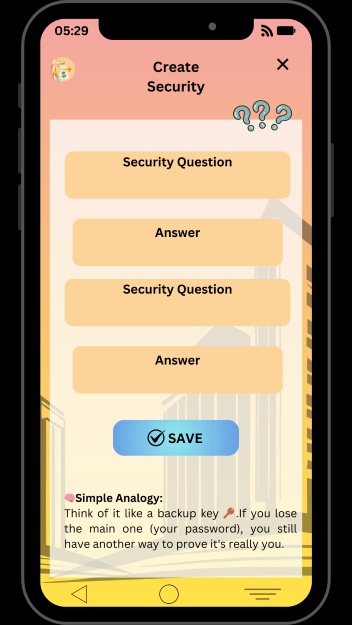 05:29
Create
Security
???
Security Question
Answer
Security Question
Answer
SAVE
🧠Simple Analogy:
Think of it like a backup key 🔑.If you lose
the main one (your password), you still
have another way to prove it's really you.